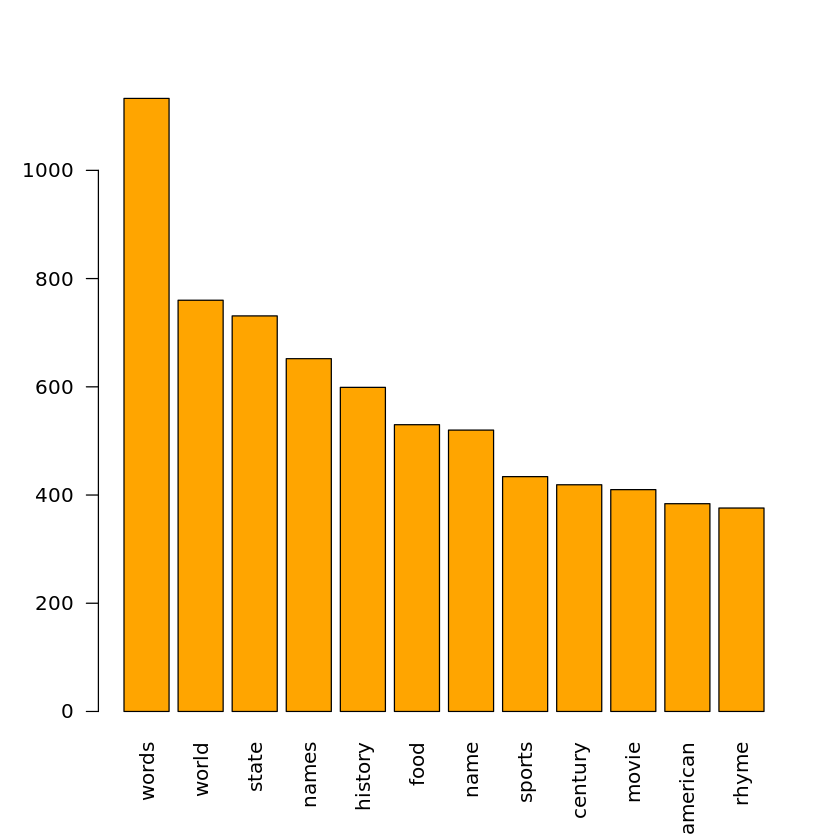 1000
800
600
400
200
0
words
world
state
names
history
food
name
sports
century
movie
american
rhyme